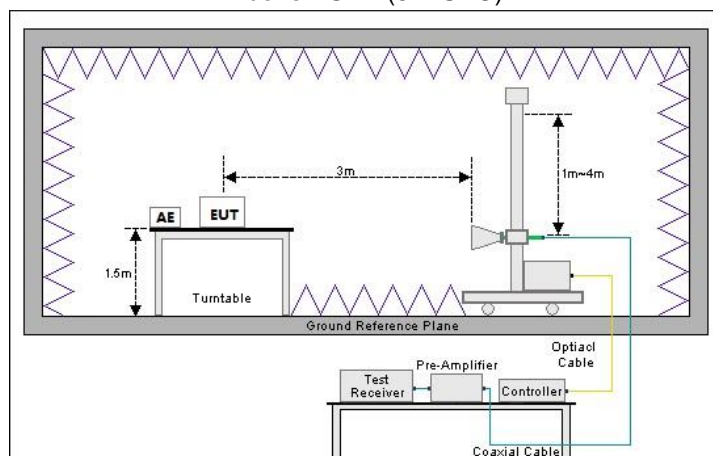 3m
1m~4m
AE
EUT
1.5m
Turntable
Ground Reference Plane
Optiacl
Cable
Pre-Amplifier
Test
Receiver
Controller
Coaxial Cable